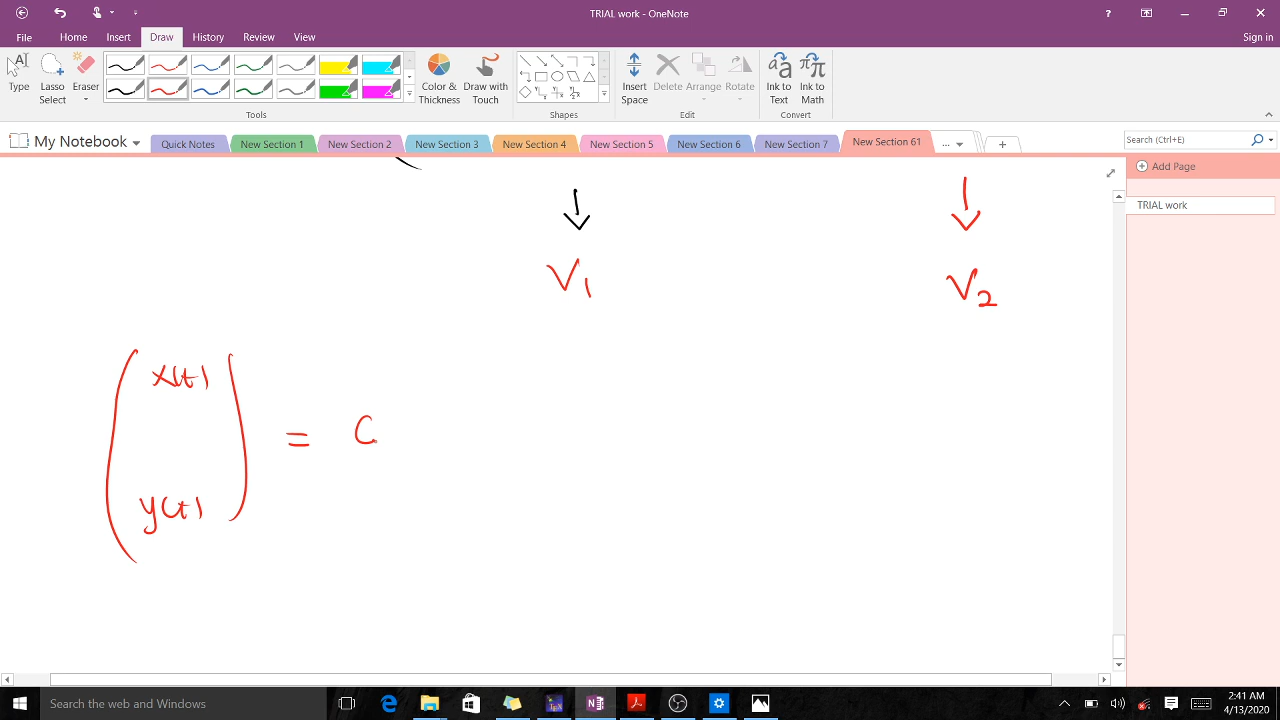 TRIAL work - OneNote
?
File Home Insert Draw History Review View
Sign in
Type
Lasso Select
Eraser
Color & Thickness
Draw with Touch
Insert Space
Delete
Arrange
Rotate
Ink to Text
Ink to Math
Tools
Shapes
Edit
Convert
My Notebook
Quick Notes
New Section 1
New Section 2
New Section 3
New Section 4
New Section 5
New Section 6
New Section 7
New Section 61
...
Search (Ctrl+E)
Add Page
TRIAL work
V1
V2
x(t)
= C
y(t)
Search the web and Windows
2:41 AM
4/13/2020